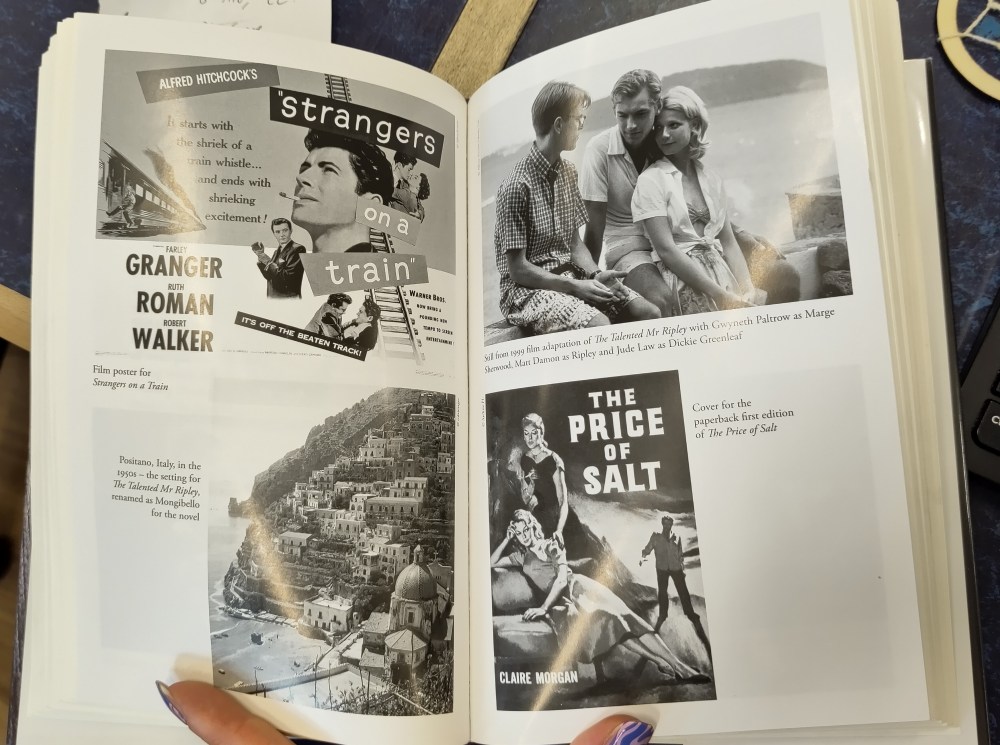 ALFRED HITCHCOCK'S
"strangers
on a
train"
It starts with
the shriek of a
train whistle...
and ends with
shrieking
excitement!
FARLEY
GRANGER
RUTH
ROMAN
ROBERT
WALKER
IT'S OFF THE BEATEN TRACK!
WARNER BROS.
Film poster for
Strangers on a Train
Positano, Italy, in the
1950s – the setting for
The Talented Mr Ripley,
renamed as Mongibello
for the novel
Still from 1999 film adaptation of The Talented Mr Ripley with Gwyneth Paltrow as Marge
Sherwood, Matt Damon as Ripley and Jude Law as Dickie Greenleaf
THE
PRICE
OF
SALT
CLAIRE MORGAN
Cover for the
paperback first edition
of The Price of Salt